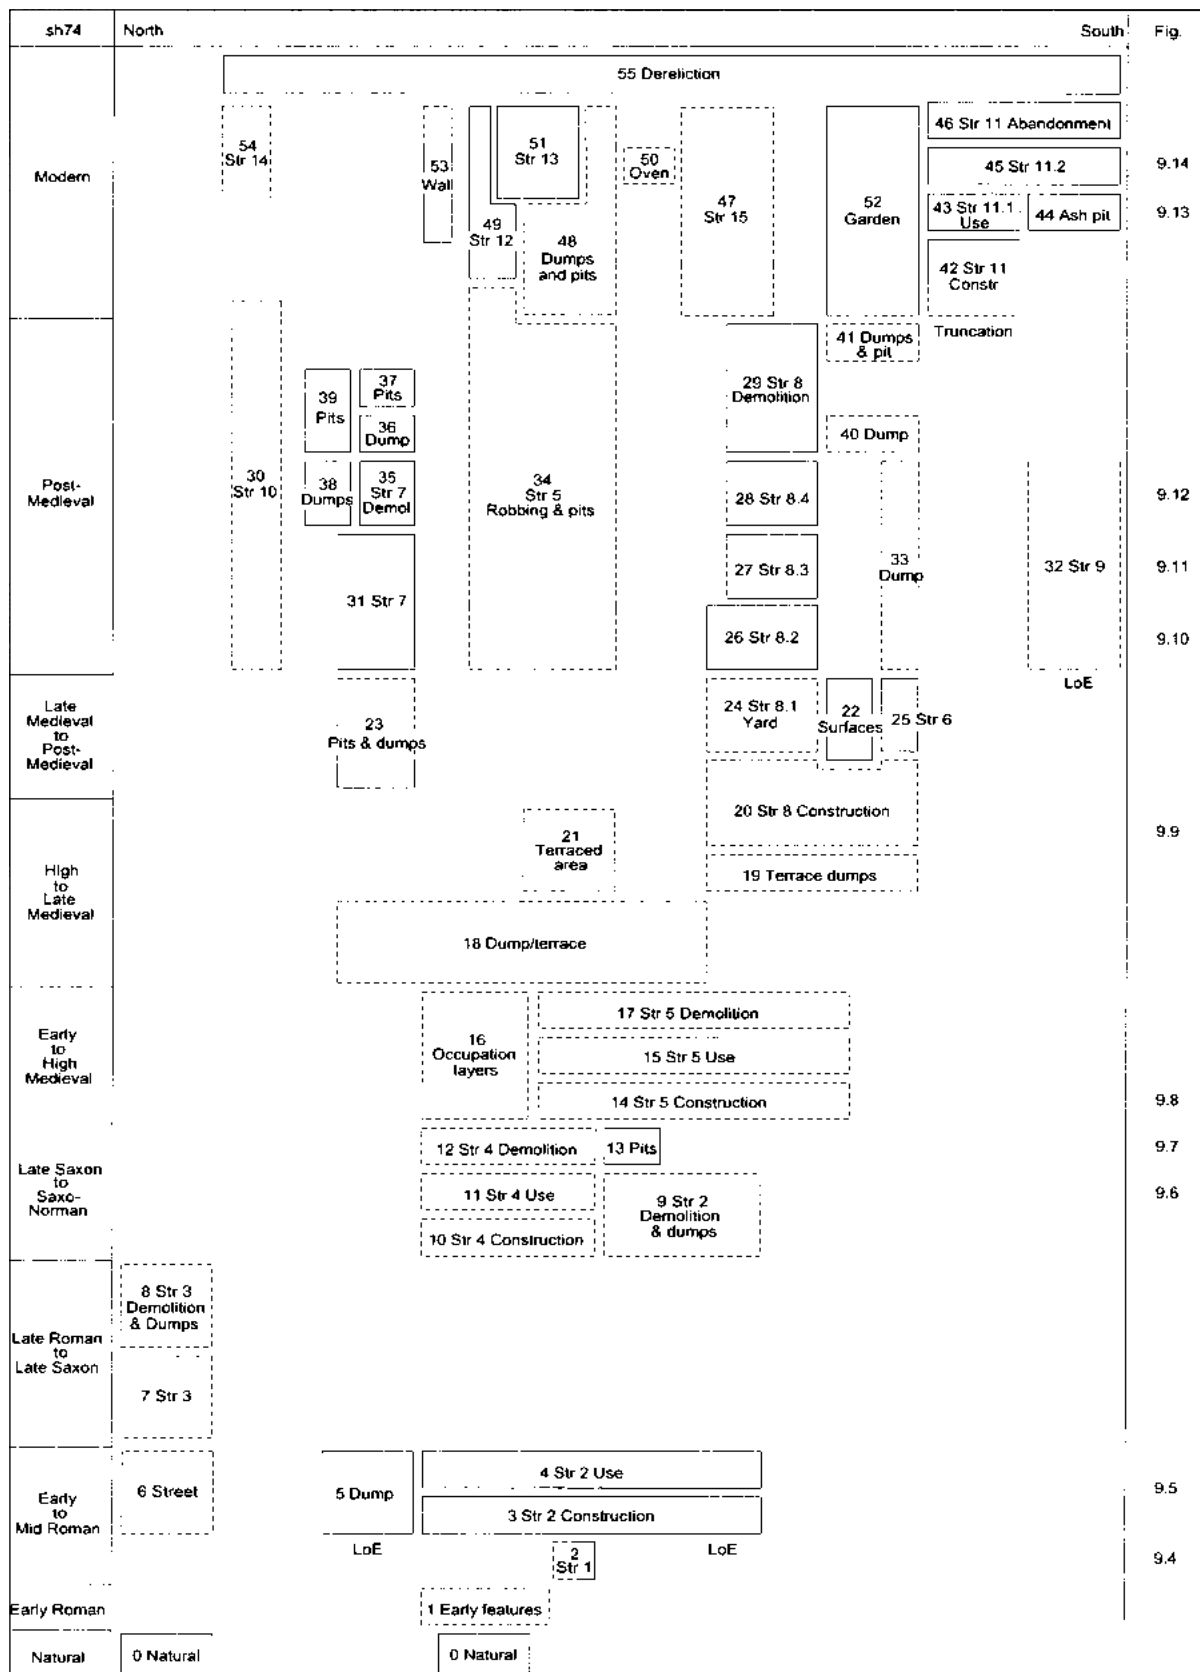 sh74 North South Fig.
55 Dereliction
Modern
54
Str 14
53
Wall
51
Str 13
50
Oven
49
Str 12
48
Dumps
and pits
47
Str 15
52
Garden
46 Str 11 Abandonment
45 Str 11.2
9.14
43 Str 11.1
Use
44 Ash pit
9.13
42 Str 11
Constr
Truncation
Post-
Medieval
30
Str 10
39
Pits
37
Pits
36
Dump
38
Dumps
35
Str 7
Demol
31 Str 7
34
Str 5
Robbing & pits
29 Str 8
Demolition
41 Dumps
& pit
40 Dump
28 Str 8.4
9.12
27 Str 8.3
33
Dump
32 Str 9
9.11
26 Str 8.2
9.10
LoE
Late
Medieval
to
Post-
Medieval
23
Pits & dumps
24 Str 8.1
Yard
22
Surfaces
25 Str 6
20 Str 8 Construction
9.9
High
to
Late
Medieval
21
Terraced
area
19 Terrace dumps
18 Dump/terrace
Early
to
High
Medieval
16
Occupation
layers
17 Str 5 Demolition
15 Str 5 Use
14 Str 5 Construction
9.8
Late Saxon
to
Saxo-
Norman
12 Str 4 Demolition
13 Pits
9.7
11 Str 4 Use
9 Str 2
Demolition
& dumps
9.6
10 Str 4 Construction
Late Roman
to
Late Saxon
8 Str 3
Demolition
& Dumps
7 Str 3
Early
to
Mid Roman
6 Street
5 Dump
4 Str 2 Use
9.5
3 Str 2 Construction
LoE
LoE
2
Str 1
9.4
Early Roman
1 Early features
Natural
0 Natural
0 Natural